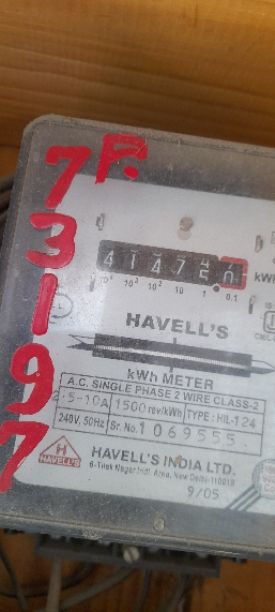 7 P.
3
1
9
7
kWh
10⁴ 10³ 10² 10 1 0.1
HAVELL'S
kWh METER
A.C. SINGLE PHASE 2 WIRE CLASS-2
2.5-10A 1500 rev/kWh TYPE: HIL-124
240V, 50Hz Sr. No. 1069555
HAVELL'S
HAVELL'S INDIA LTD.
9/05